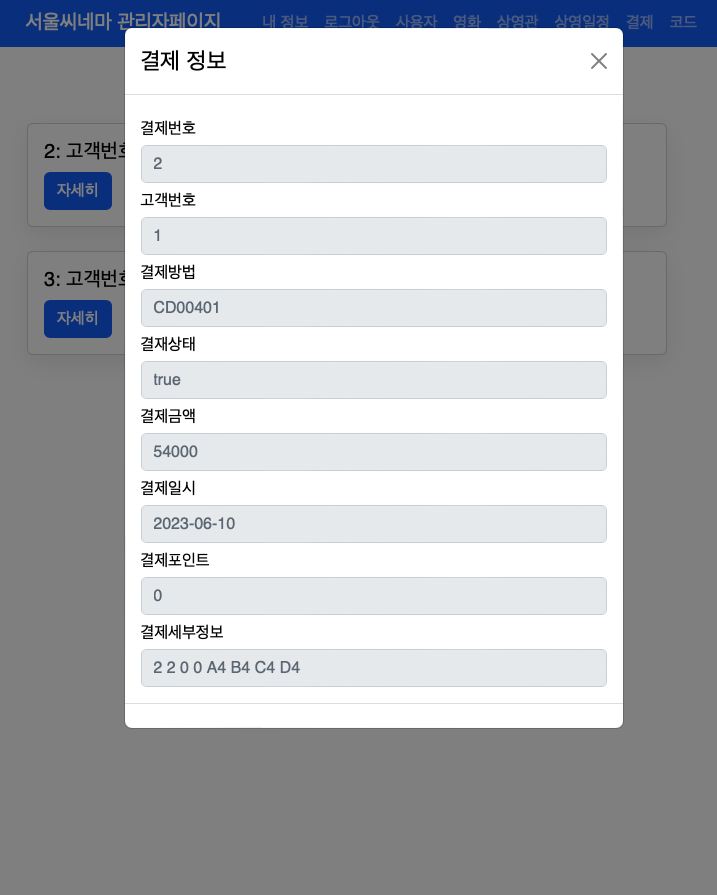 서울씨네마 관리자페이지 내 정보 로그아웃 사용자 영화 상영관 상영일정 결제 코드
결제 정보
2: 고객번호
자세히
3: 고객번호
자세히
결제번호
2
고객번호
1
결제방법
CD00401
결재상태
true
결제금액
54000
결제일시
2023-06-10
결제포인트
0
결제세부정보
2 2 0 0 A4 B4 C4 D4